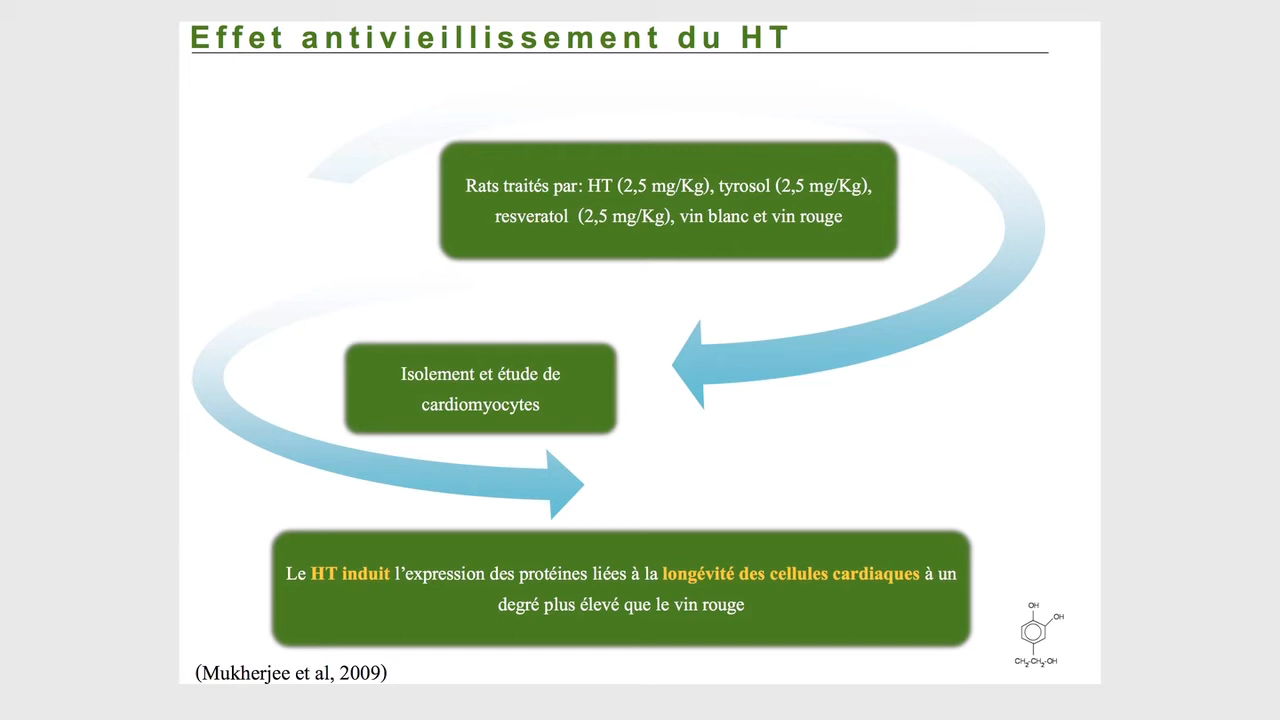 Effet antivieillissement du HT
Rats traités par: HT (2,5 mg/Kg), tyrosol (2,5 mg/Kg),
resveratol  (2,5 mg/Kg), vin blanc et vin rouge
Isolement et étude de
cardiomyocytes
Le HT induit l’expression des protéines liées à la longévité des cellules cardiaques à un
degré plus élevé que le vin rouge
OH
OH
CH2-CH2-OH
(Mukherjee et al, 2009)